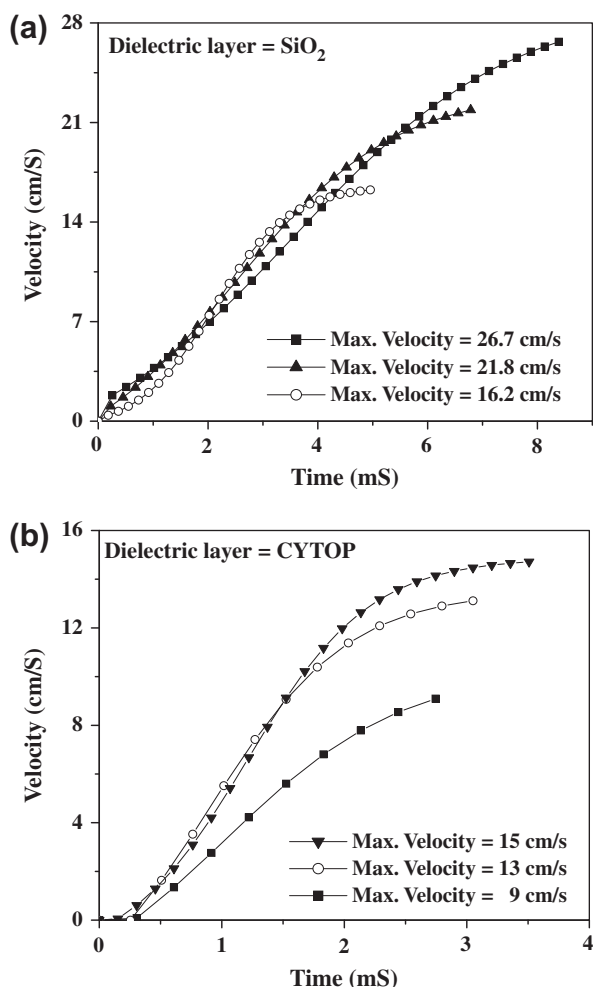 (a)
Dielectric layer = SiO2
28
21
14
7
0
Velocity (cm/S)
Max. Velocity = 26.7 cm/s
Max. Velocity = 21.8 cm/s
Max. Velocity = 16.2 cm/s
0 2 4 6 8
Time (mS)
(b)
Dielectric layer = CYTOP
16
12
8
4
0
Velocity (cm/S)
Max. Velocity = 15 cm/s
Max. Velocity = 13 cm/s
Max. Velocity = 9 cm/s
0 1 2 3 4
Time (mS)